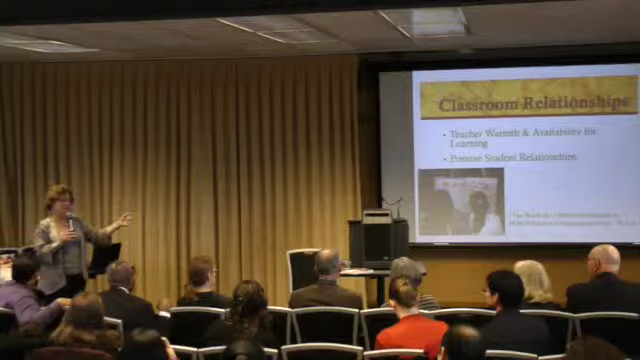 Classroom Relationships
• Teacher Warmth & Availability for
Learning
• Positive Student Relationships